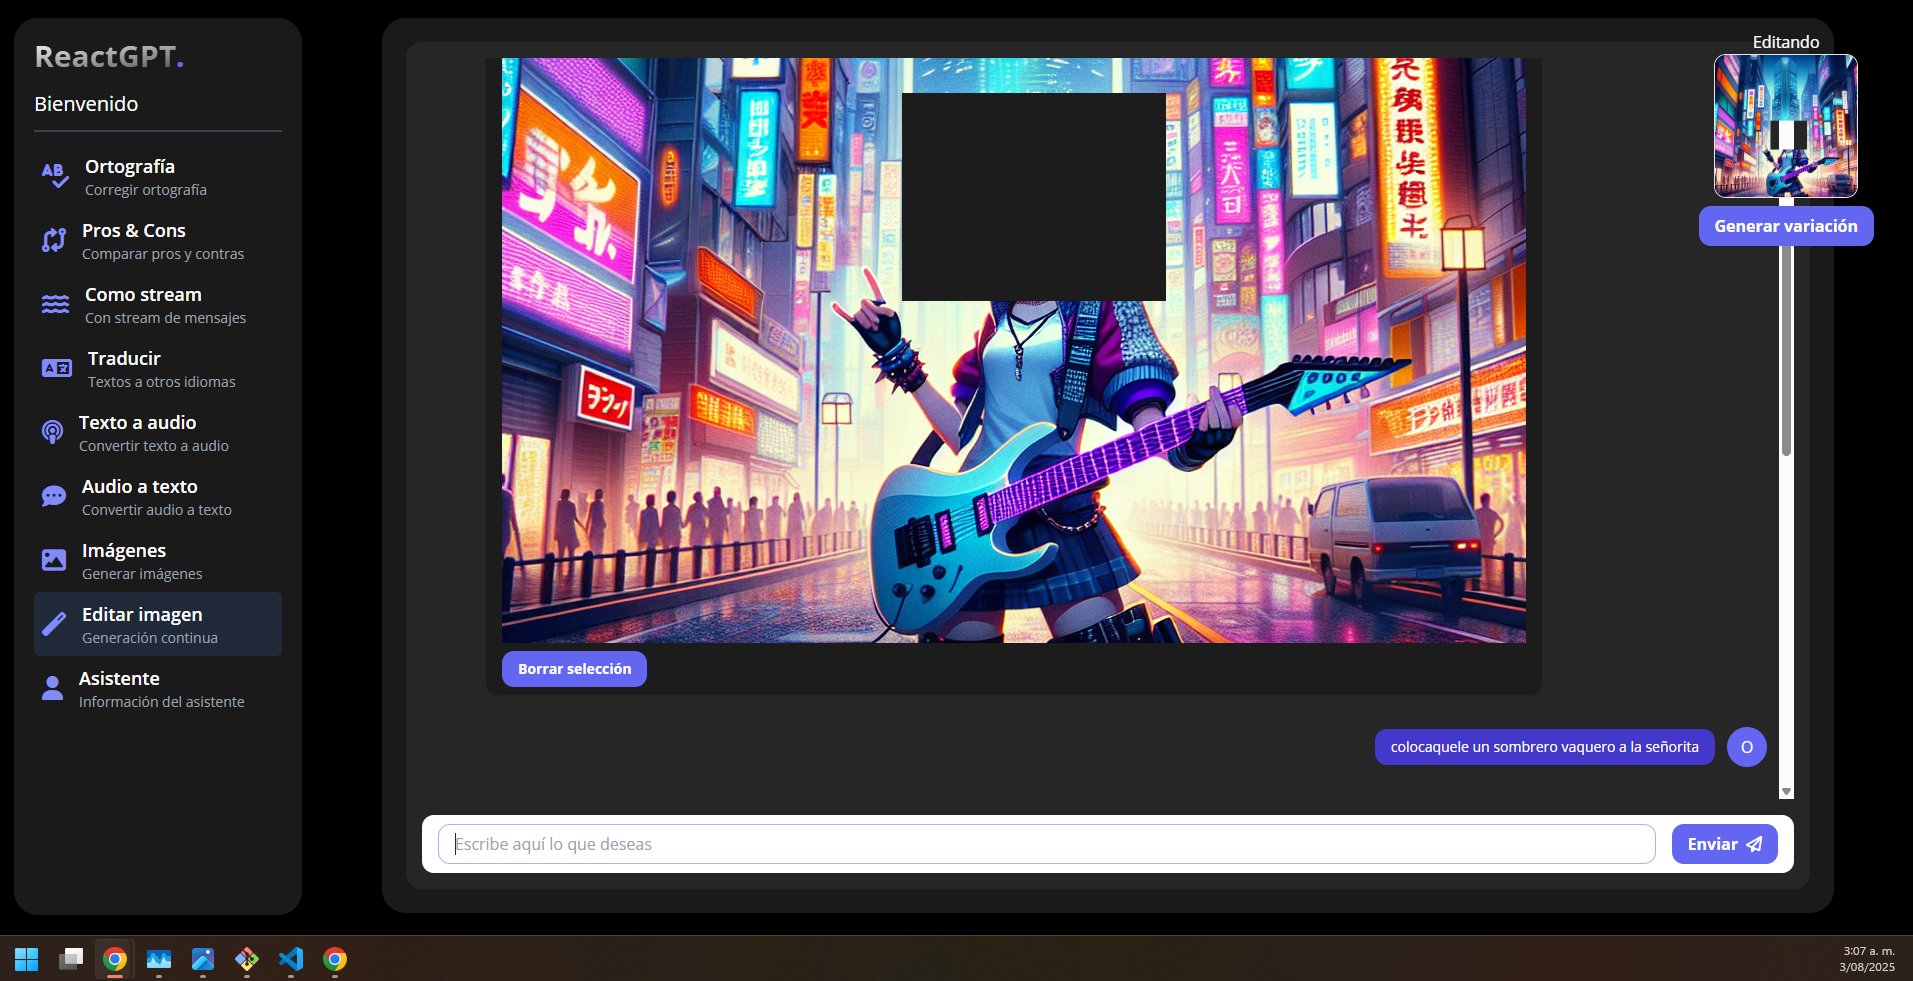 ReactGPT.
Bienvenido
Ortografía
Corregir ortografía
Pros & Cons
Comparar pros y contras
Como stream
Con stream de mensajes
Traducir
Textos a otros idiomas
Texto a audio
Convertir texto a audio
Audio a texto
Convertir audio a texto
Imágenes
Generar imágenes
Editar imagen
Generación continua
Asistente
Información del asistente
Editando
Generar variación
Borrar selección
colocaquele un sombrero vaquero a la señorita
O
Escribe aquí lo que deseas
Enviar
3:07 a. m.
3/08/2025